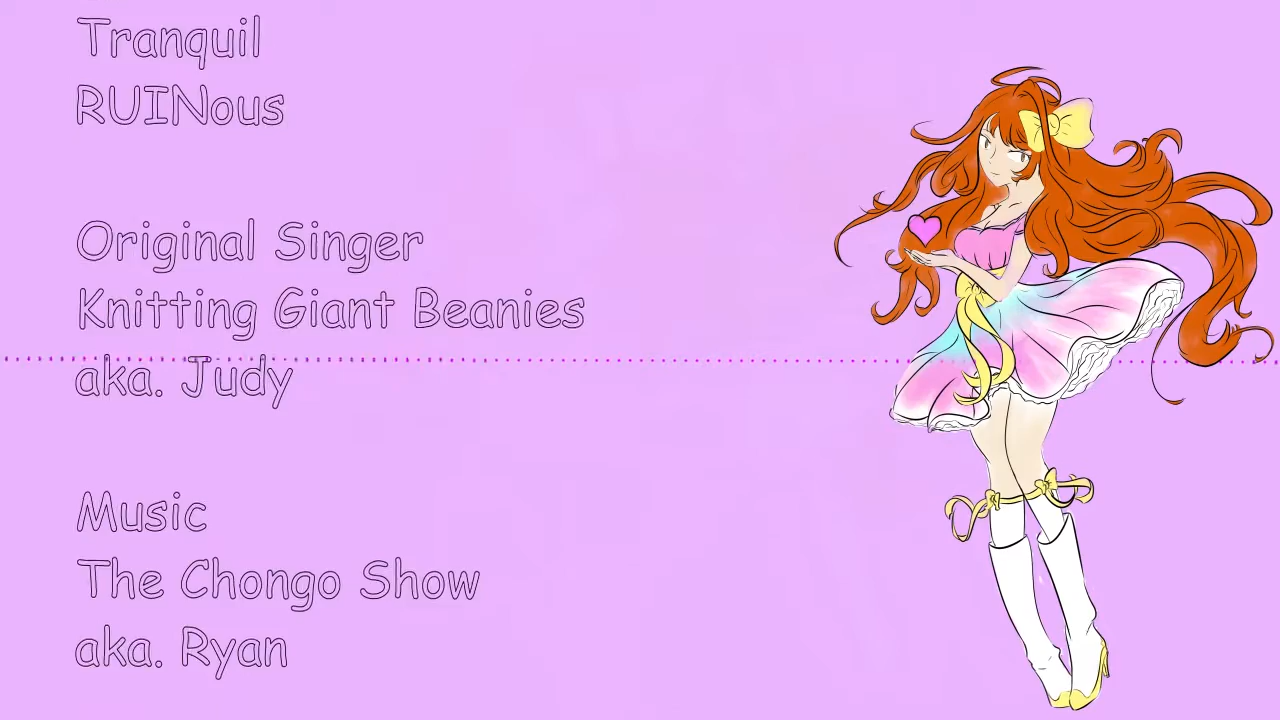 Tranquil
RUINous
Original Singer
Knitting Giant Beanies
aka. Judy
Music
The Chongo Show
aka. Ryan